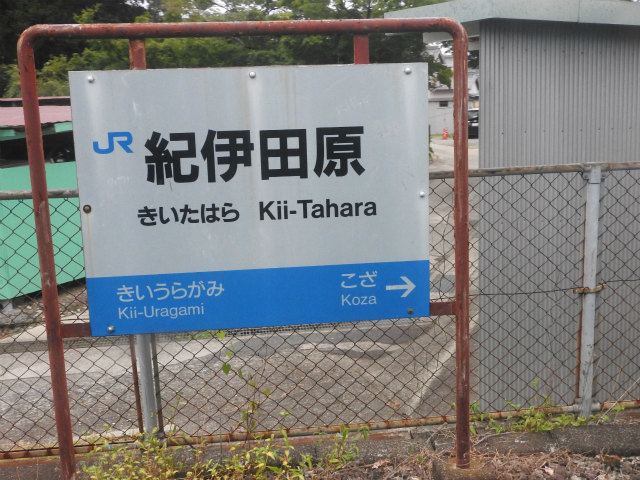 JR 紀伊田原
きいたはら Kii-Tahara
きいうらがみ こざ →
Kii-Uragami Koza